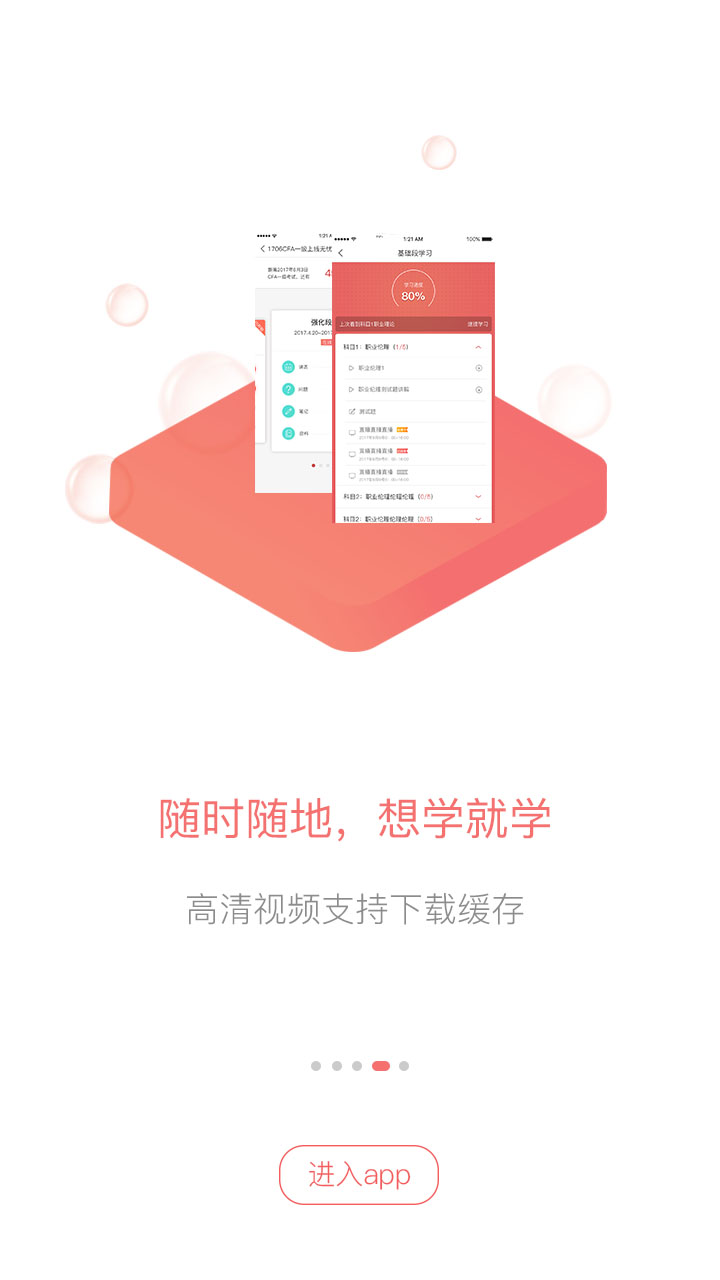 1:21 A
1:21 AM
100%
1706CFA一级上线无忧
基础段学习
距离2017年6月3日
CFA一级考试，还有
学习进度
80%
强化段
上次看到科目1职业理论
继续学习
2017.4.20~201
科目1：职业伦理（1/5）
课表
职业伦理1
问题
职业伦理测试题讲解
笔记
测试题
直播直播直播
资料
直播直播直播
直播直播直播
科目2：职业伦理伦理伦理（0/5）
科目2：职业伦理伦理伦理（0/5）
随时随地，想学就学
高清视频支持下载缓存
进入app